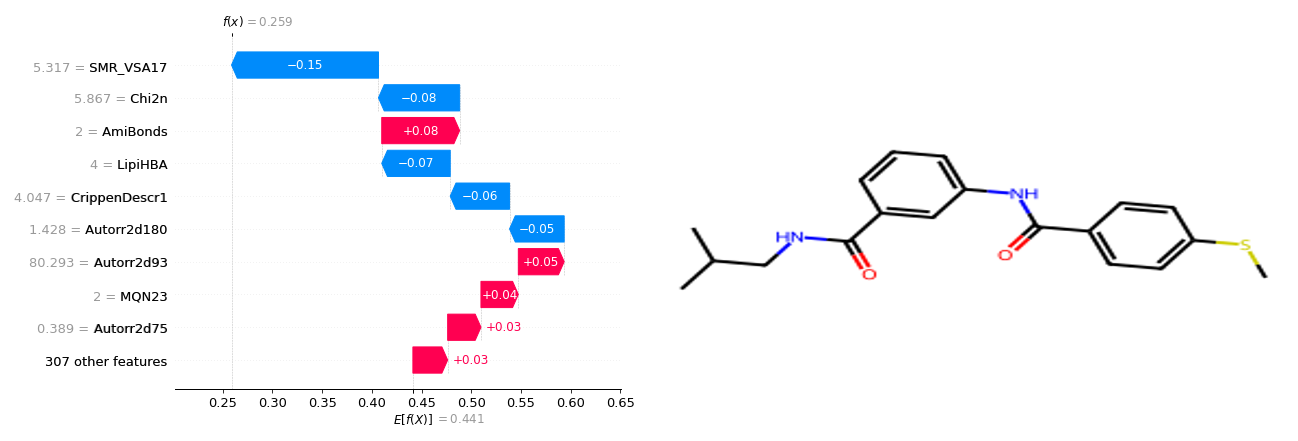 f(x) = 0.259
5.317 = SMR_VSA17
−0.15
5.867 = Chi2n
−0.08
2 = AmiBonds
+0.08
4 = LipiHBA
−0.07
4.047 = CrippenDescr1
−0.06
1.428 = Autorr2d180
−0.05
80.293 = Autorr2d93
+0.05
2 = MQN23
+0.04
0.389 = Autorr2d75
+0.03
307 other features
+0.03
0.25 0.30 0.35 0.40 0.45 0.50 0.55 0.60 0.65
E[f(X)] = 0.441
NH
HN
O
O
S